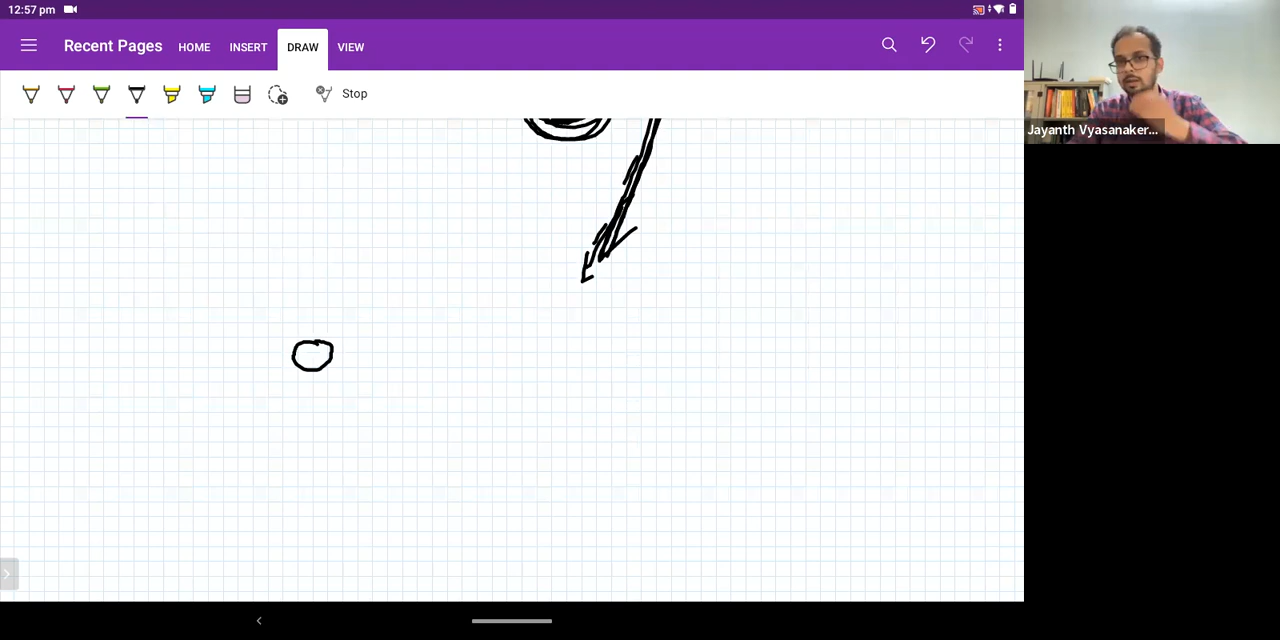 12:57 pm
Recent Pages HOME INSERT DRAW VIEW
Stop
Jayanth Vyasanaker...